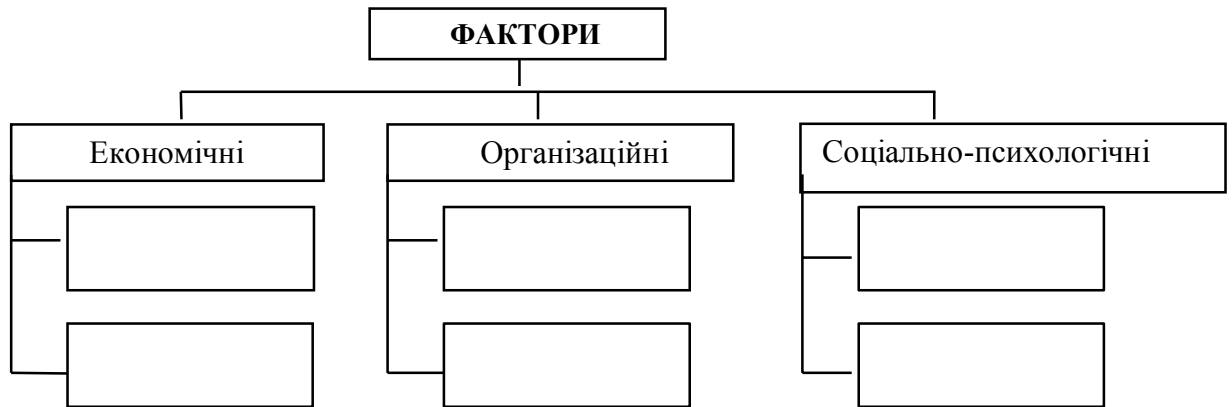 ФАКТОРИ
Економічні
Організаційні
Соціально-психологічні